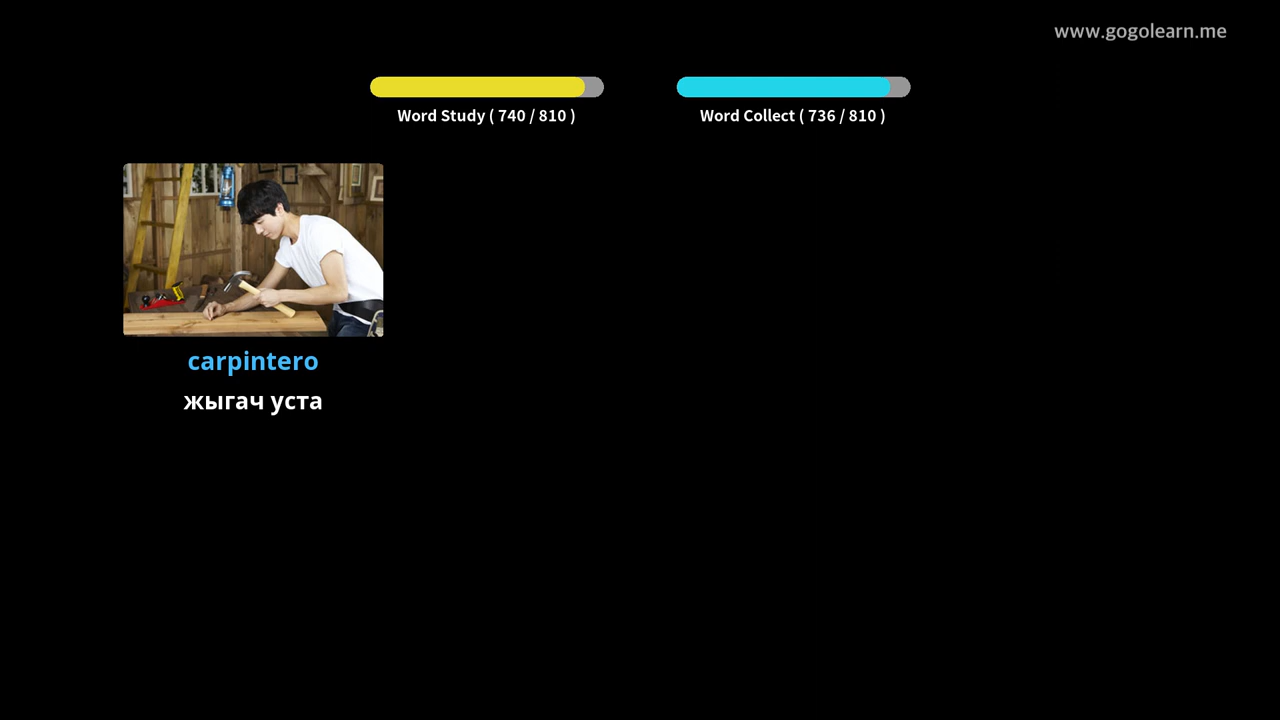 www.gogolearn.me
Word Study ( 740 / 810 )
Word Collect ( 736 / 810 )
carpintero
жыгач уста